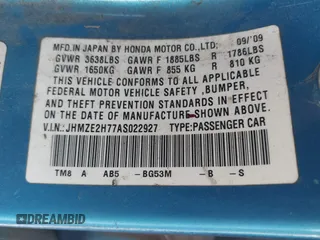 MFD. IN JAPAN BY HONDA MOTOR CO.,LTD. 09/'09
GVWR 3638LBS GAWR F 1885LBS R 1786LBS
GVWR 1650KG GAWR F 855 KG R 810 KG
THIS VEHICLE CONFORMS TO ALL APPLICABLE
FEDERAL MOTOR VEHICLE SAFETY ,BUMPER,
AND THEFT PREVENTION STANDARDS IN EFFECT
ON THE DATE OF MANUFACTURE SHOWN ABOVE.
V.I.N.: JHMZE2H77AS022927 TYPE:PASSENGER CAR
TM8 A AB5 -BG53M -B -S
DREAMBID